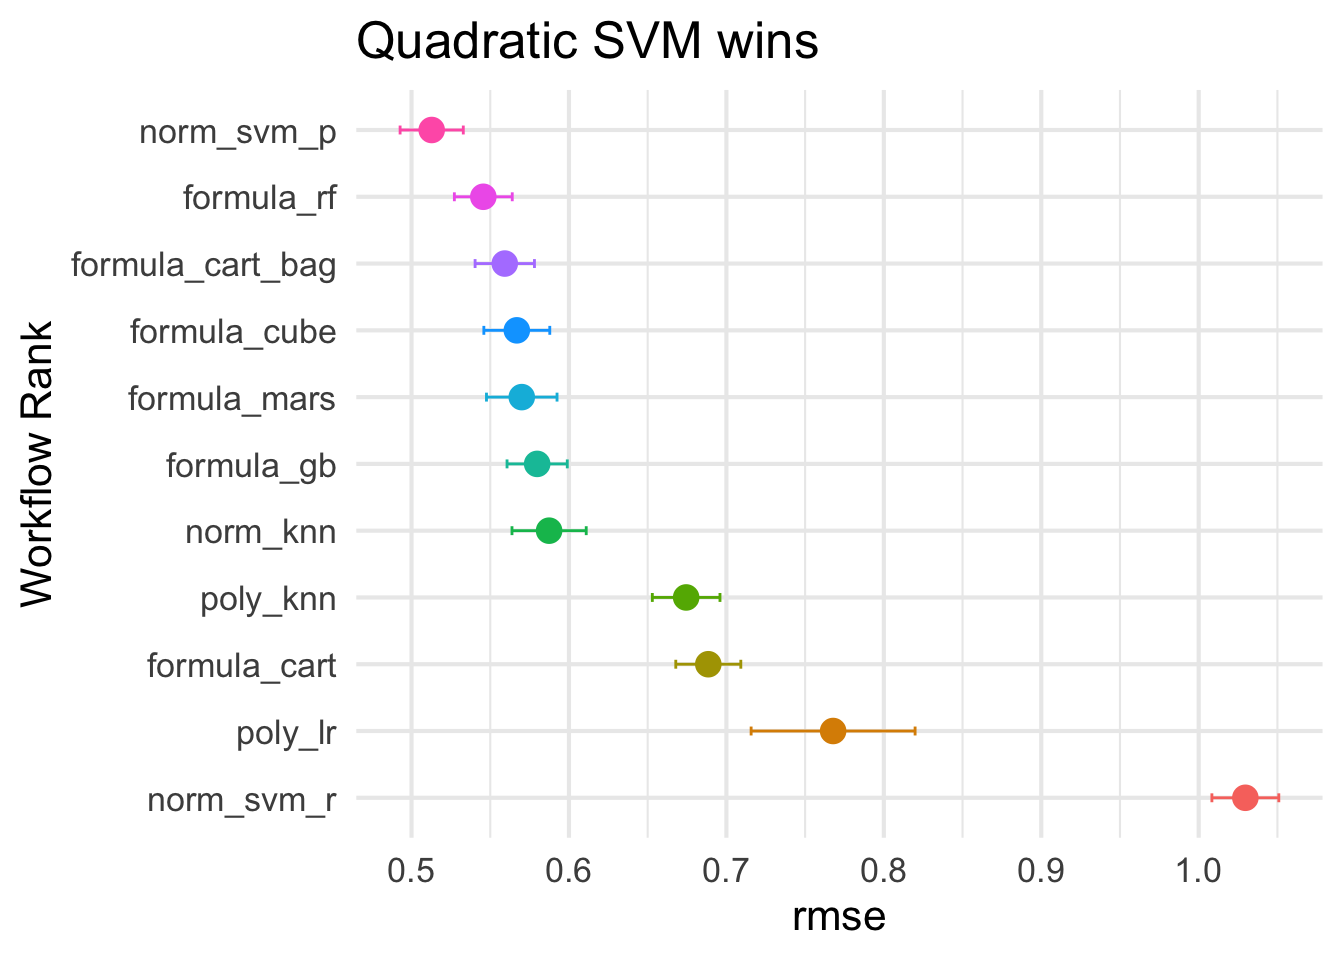 Quadratic SVM wins
Workflow Rank
norm_svm_p
formula_rf
formula_cart_bag
formula_cube
formula_mars
formula_gb
norm_knn
poly_knn
formula_cart
poly_lr
norm_svm_r
0.5 0.6 0.7 0.8 0.9 1.0
rmse